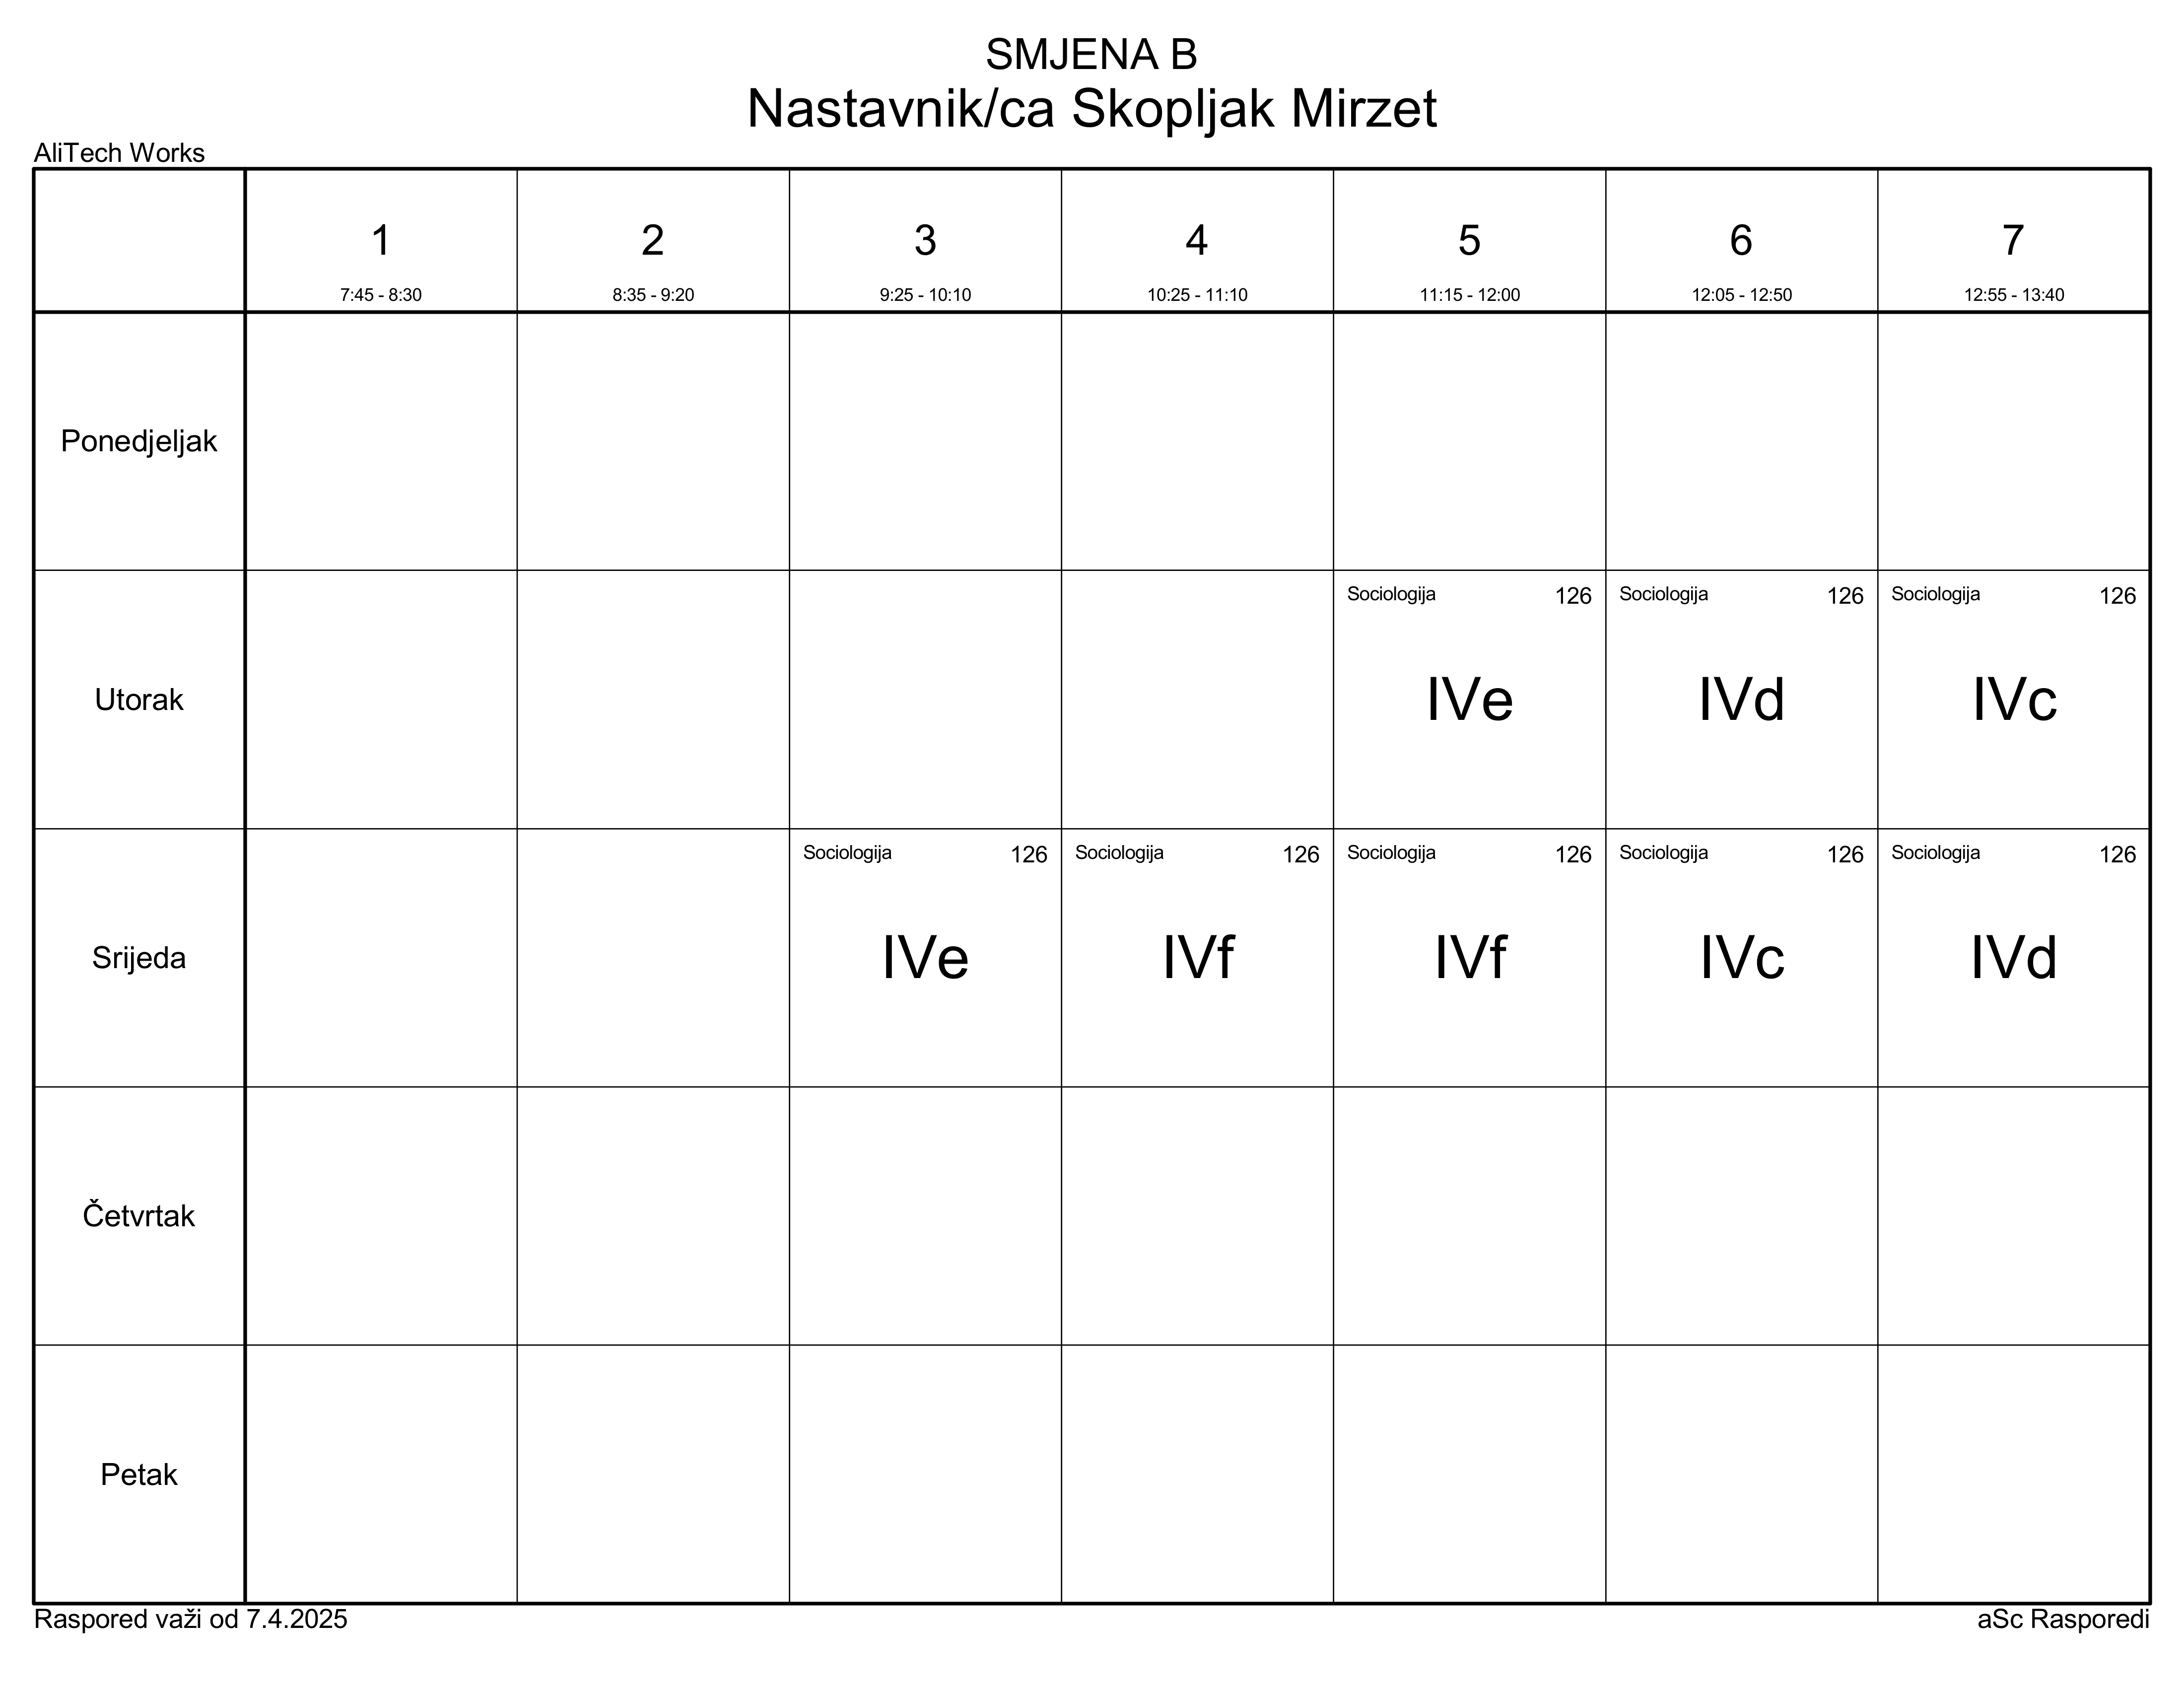 SMJENA B
Nastavnik/ca Skopljak Mirzet
AliTech Works
1 2 3 4 5 6 7
7:45 - 8:30 8:35 - 9:20 9:25 - 10:10 10:25 - 11:10 11:15 - 12:00 12:05 - 12:50 12:55 - 13:40
Ponedjeljak
Sociologija 126 Sociologija 126 Sociologija 126
Utorak IVe IVd IVc
Sociologija 126 Sociologija 126 Sociologija 126 Sociologija 126 Sociologija 126
Srijeda IVe IVf IVf IVc IVd
Četvrtak
Petak
Raspored važi od 7.4.2025 aSc Rasporedi